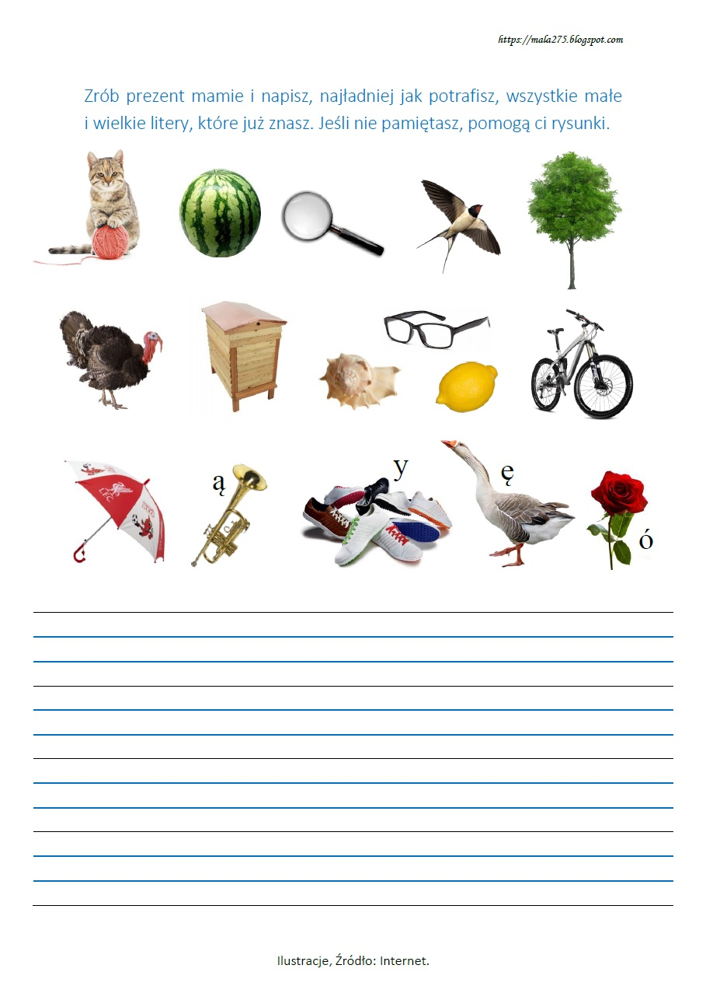 https://mala275.blogspot.com
Zrób prezent mamie i napisz, najładniej jak potrafisz, wszystkie małe
i wielkie litery, które już znasz. Jeśli nie pamiętasz, pomogą ci rysunki.
ą
y
ę
ó
LFC
Ilustracje, Źródło: Internet.